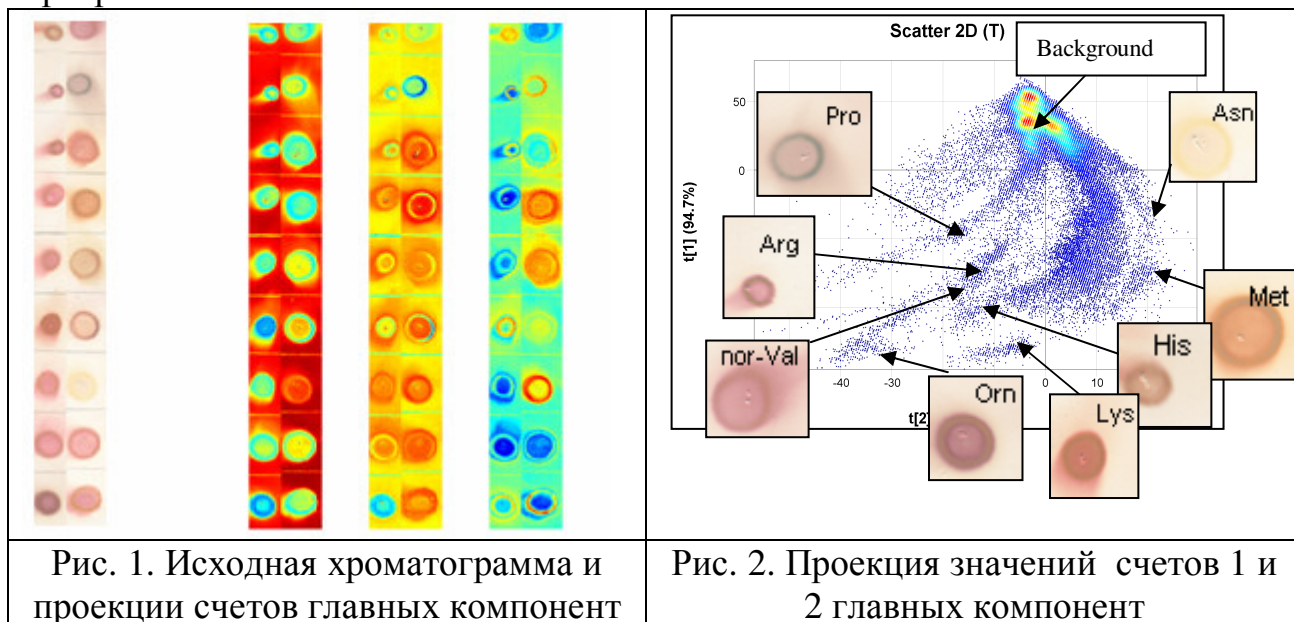 Scatter 2D (T)
Background
Pro
Asn
Arg
Met
nor-Val
His
Orn
Lys
50
0
t[1] (94.7%)
-40
-30
0
10
t[2]
Рис. 1. Исходная хроматограмма и
проекции счетов главных компонент
Рис. 2. Проекция значений счетов 1 и
2 главных компонент